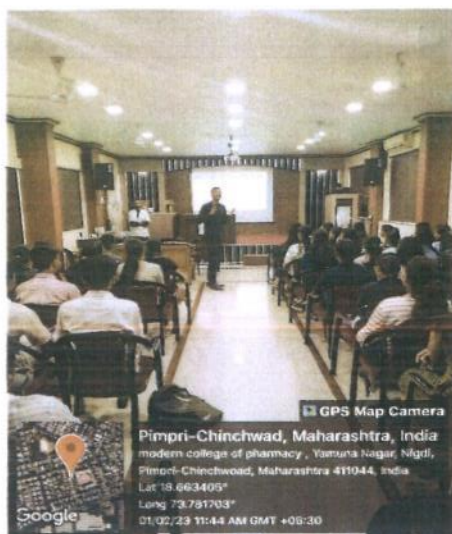 GPS Map Camera
Pimpri-Chinchwad, Maharashtra, India
modern college of pharmacy , Yamuna Nagar, Nigdi,
Pimpri-Chinchwoad, Maharashtra 411044, India
Lat 18.663405°
Long 73.781703°
01/02/23 11:44 AM GMT +05:30
Google